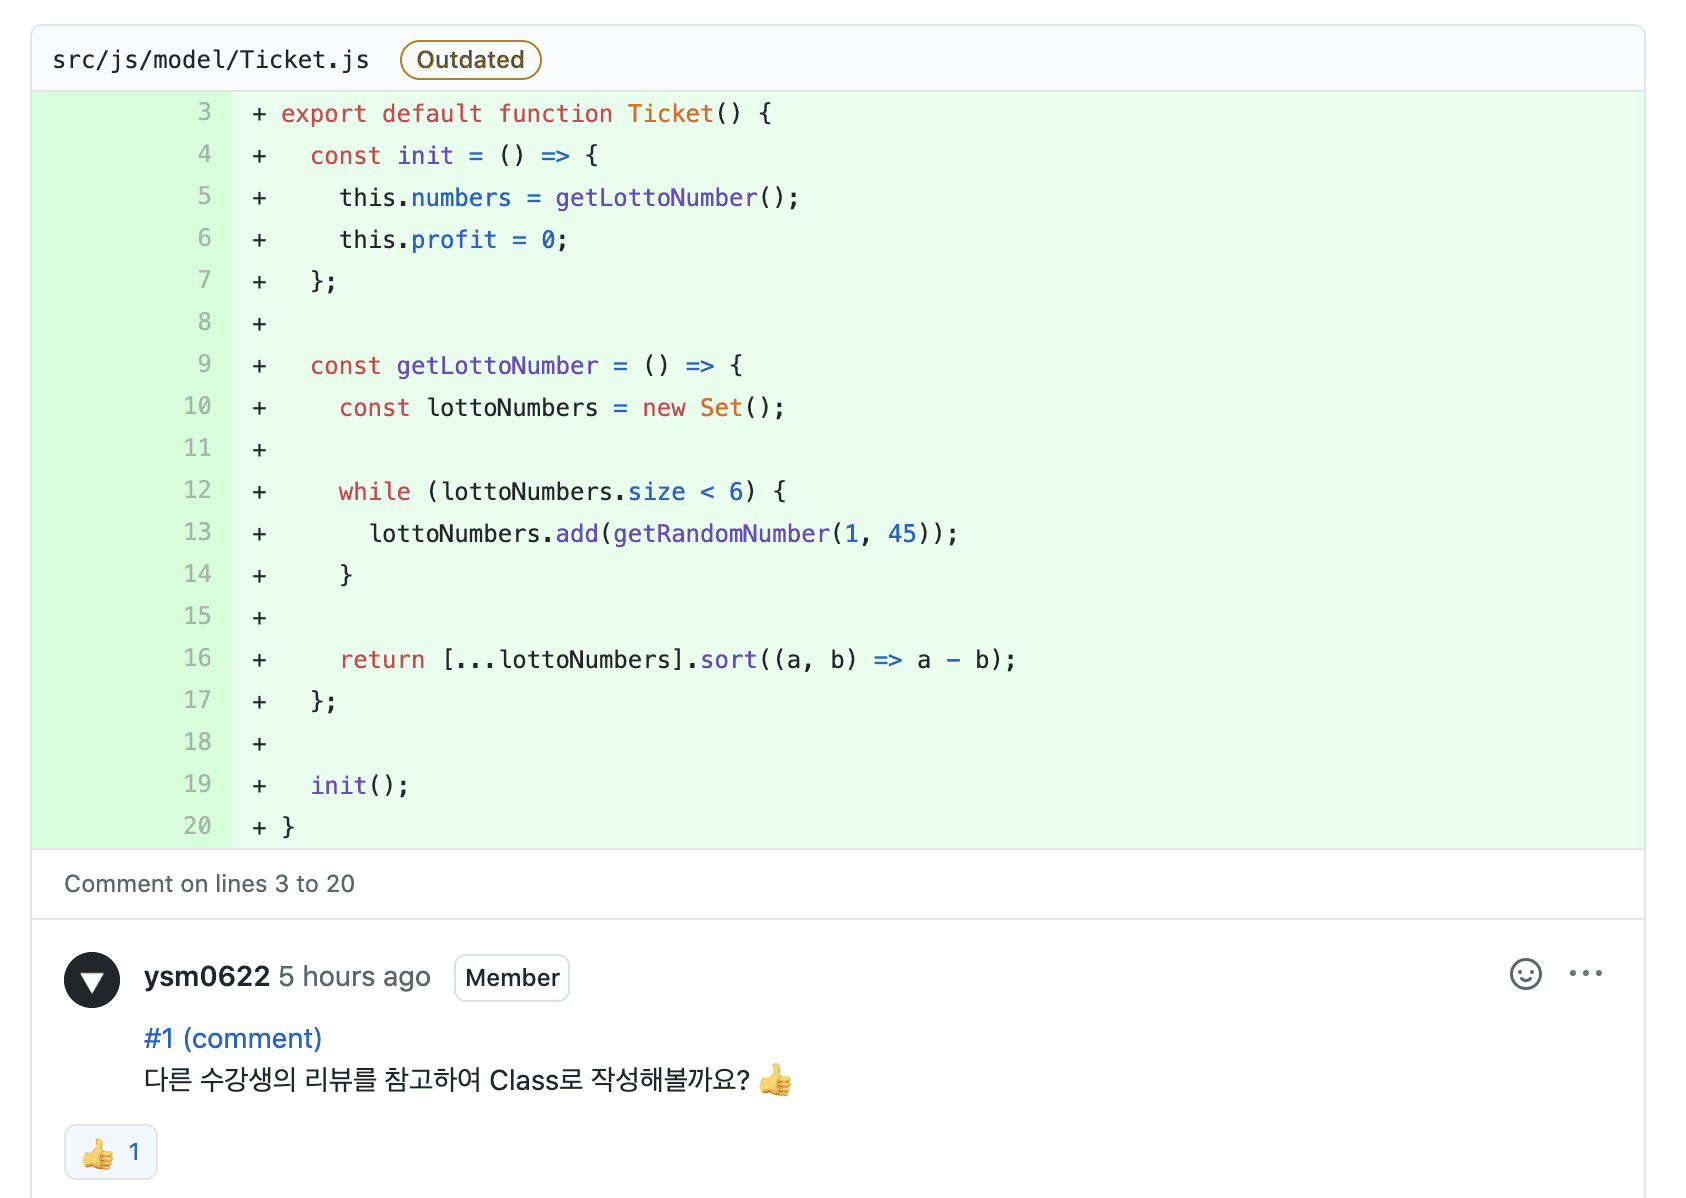 src/js/model/Ticket.js Outdated
3 + export default function Ticket() {
4 +   const init = () => {
5 +     this.numbers = getLottoNumber();
6 +     this.profit = 0;
7 +   };
8 +
9 +   const getLottoNumber = () => {
10 +     const lottoNumbers = new Set();
11 +
12 +     while (lottoNumbers.size < 6) {
13 +       lottoNumbers.add(getRandomNumber(1, 45));
14 +     }
15 +
16 +     return [...lottoNumbers].sort((a, b) => a - b);
17 +   };
18 +
19 +   init();
20 + }
Comment on lines 3 to 20
ysm0622 5 hours ago Member
#1 (comment)
다른 수강생의 리뷰를 참고하여 Class로 작성해볼까요? 👍
👍 1